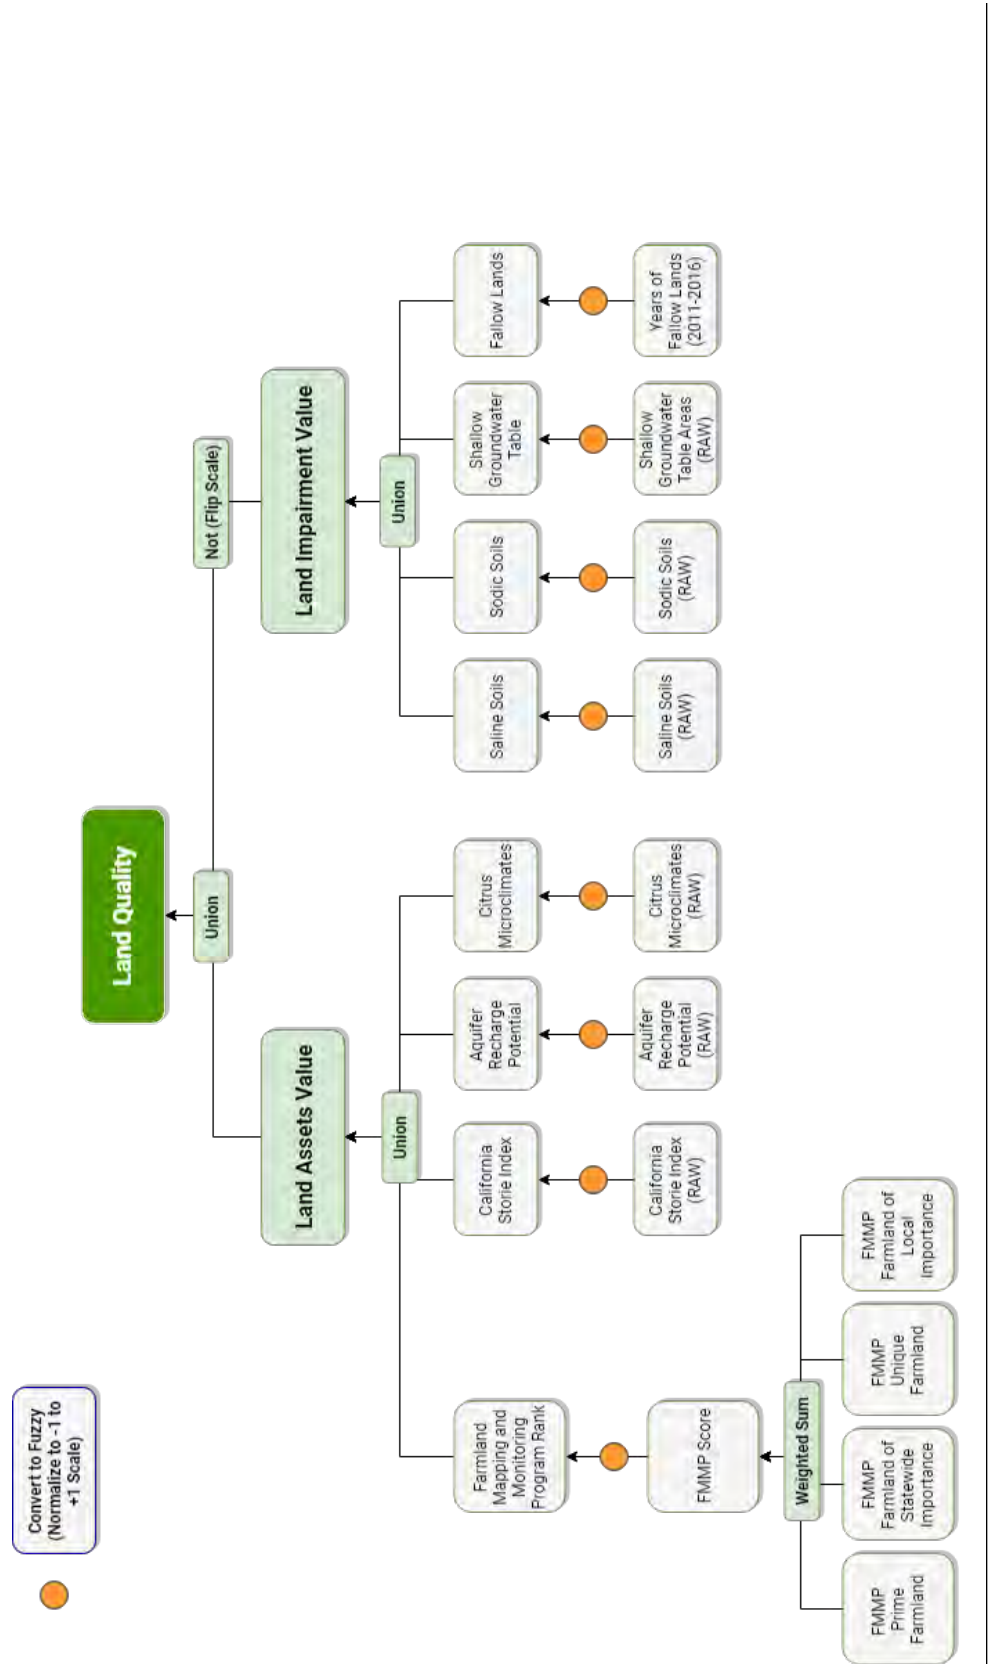 Convert to Fuzzy
(Normalize to -1 to
+1 Scale)
Land Quality
Union
Not (Flip Scale)
Land Assets Value
Land Impairment Value
Union
Union
Farmland
Mapping and
Monitoring
Program Rank
California
Storie Index
Aquifer
Recharge
Potential
Citrus
Microclimates
Saline Soils
Sodic Soils
Shallow
Groundwater
Table
Fallow Lands
FMMP Score
California
Storie Index
(RAW)
Aquifer
Recharge
Potential
(RAW)
Citrus
Microclimates
(RAW)
Saline Soils
(RAW)
Sodic Soils
(RAW)
Shallow
Groundwater
Table Areas
(RAW)
Years of
Fallow Lands
(2011-2016)
Weighted Sum
FMMP
Prime
Farmland
FMMP
Farmland of
Statewide
Importance
FMMP
Unique
Farmland
FMMP
Farmland of
Local
Importance